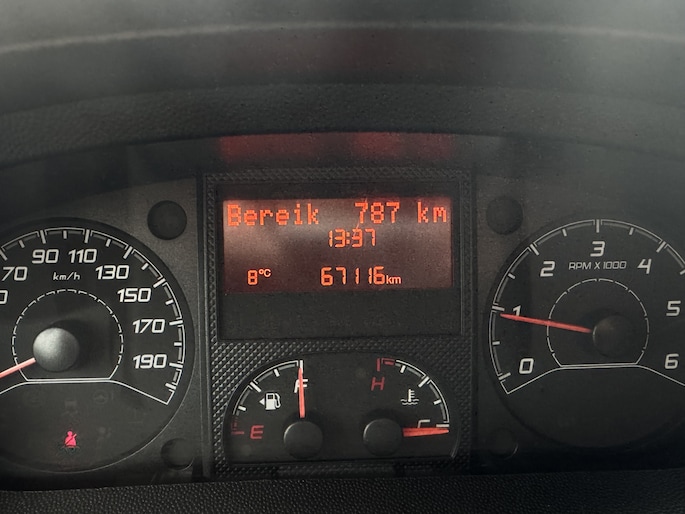 Bereik 787 km
13:37
8°C 67116km
70 90 110 130 150 170 190
km/h
0 1 2 3 4 5 6
RPM X 1000
E F
H C